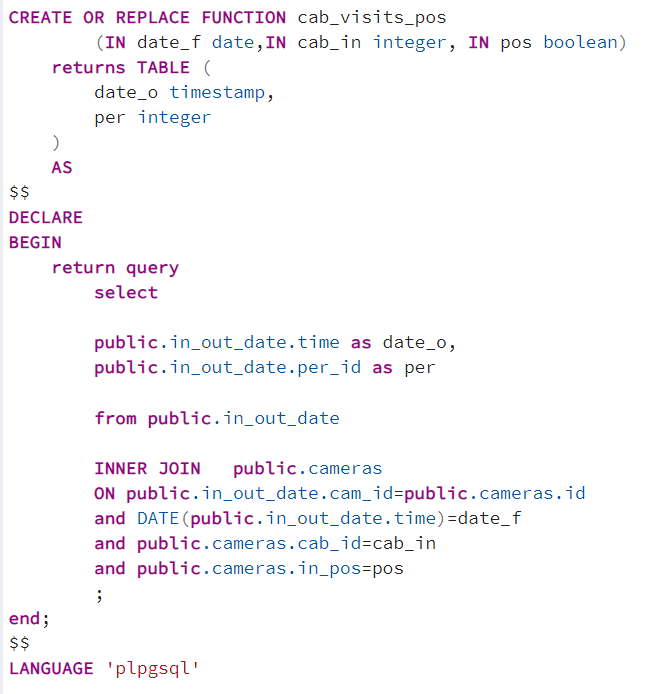 CREATE OR REPLACE FUNCTION cab_visits_pos
(IN date_f date,IN cab_in integer, IN pos boolean)
returns TABLE (
date_o timestamp,
per integer
)
AS
$$
DECLARE
BEGIN
return query
select
public.in_out_date.time as date_o,
public.in_out_date.per_id as per
from public.in_out_date
INNER JOIN   public.cameras
ON public.in_out_date.cam_id=public.cameras.id
and DATE(public.in_out_date.time)=date_f
and public.cameras.cab_id=cab_in
and public.cameras.in_pos=pos
;
end;
$$
LANGUAGE 'plpgsql'